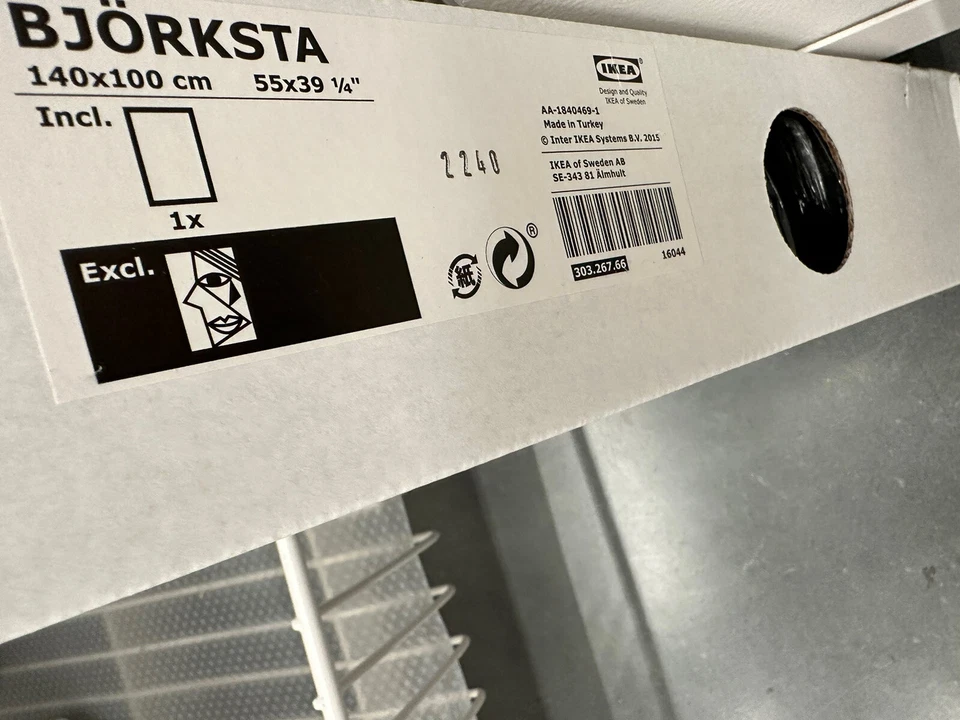 BJÖRKSTA
140x100 cm 55x39 ¼"
Incl.
1x
Excl.
2240
紙
®
IKEA®
Design and Quality
IKEA of Sweden
AA-1840469-1
Made in Turkey
© Inter IKEA Systems B.V. 2015
IKEA of Sweden AB
SE-343 81 Älmhult
303.267.66
16044